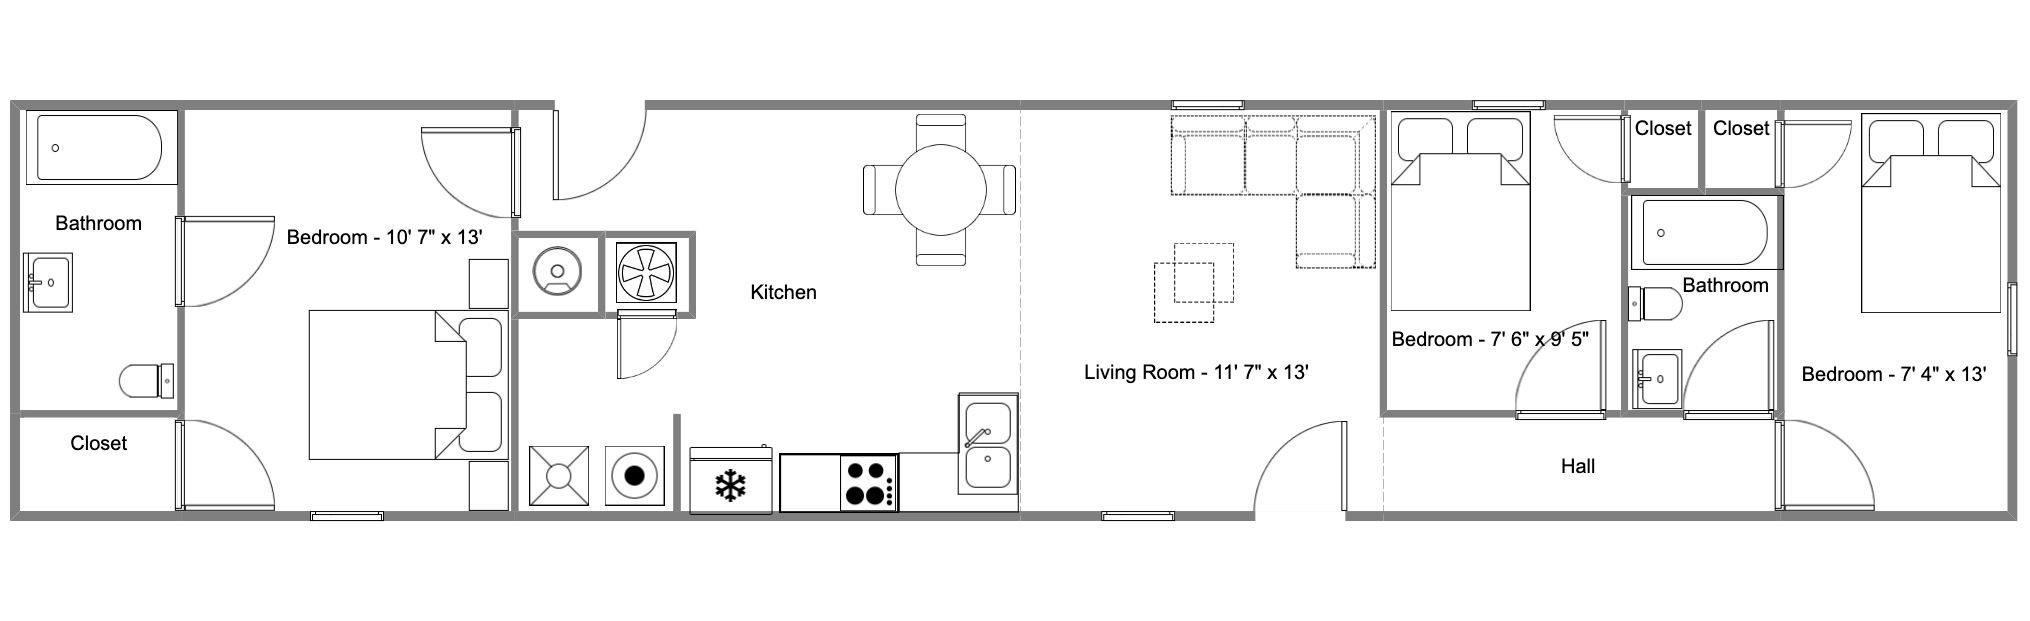 Closet
Closet
Bathroom
Bedroom - 10' 7" x 13'
Kitchen
Bathroom
Bedroom - 7' 6" x 9' 5"
Living Room - 11' 7" x 13'
Bedroom - 7' 4" x 13'
Closet
Hall